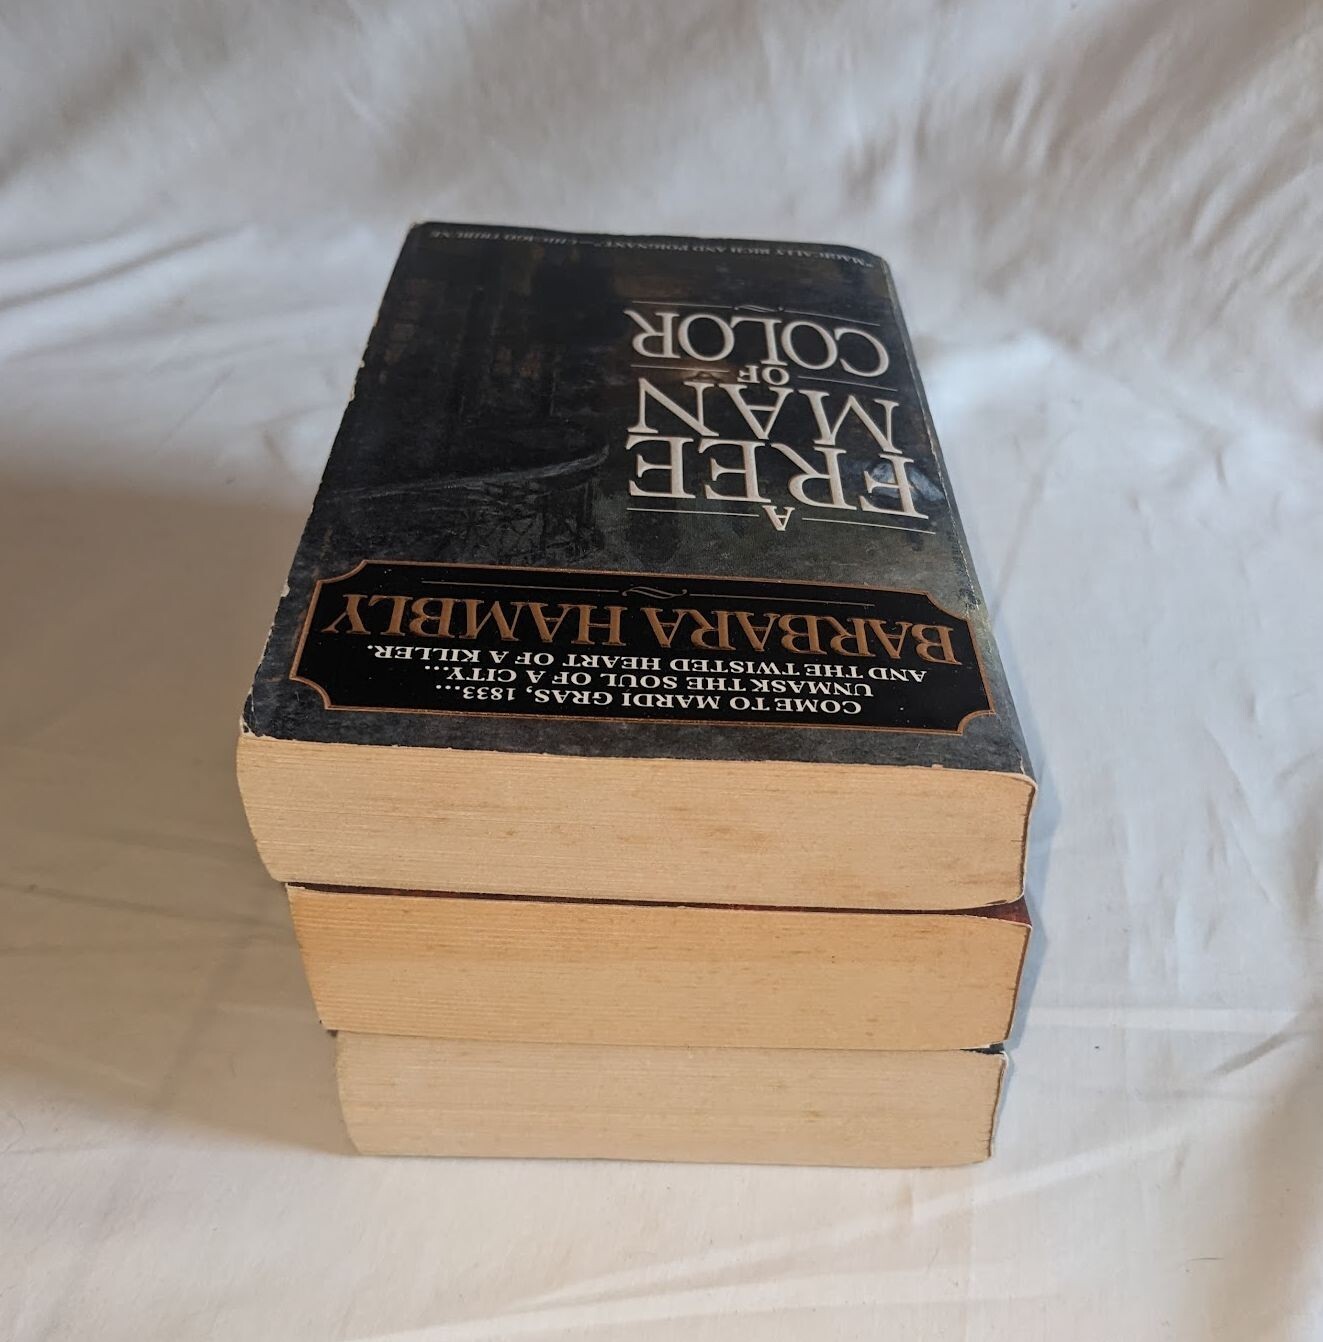 COME TO MARDI GRAS, 1833...
UNMASK THE SOUL OF A CITY...
AND THE TWISTED HEART OF A KILLER.
BARBARA HAMBLY
A
FREE
MAN
OF
COLOR
"MAGICALLY RICH AND POIGNANT."—CHICAGO TRIBUNE